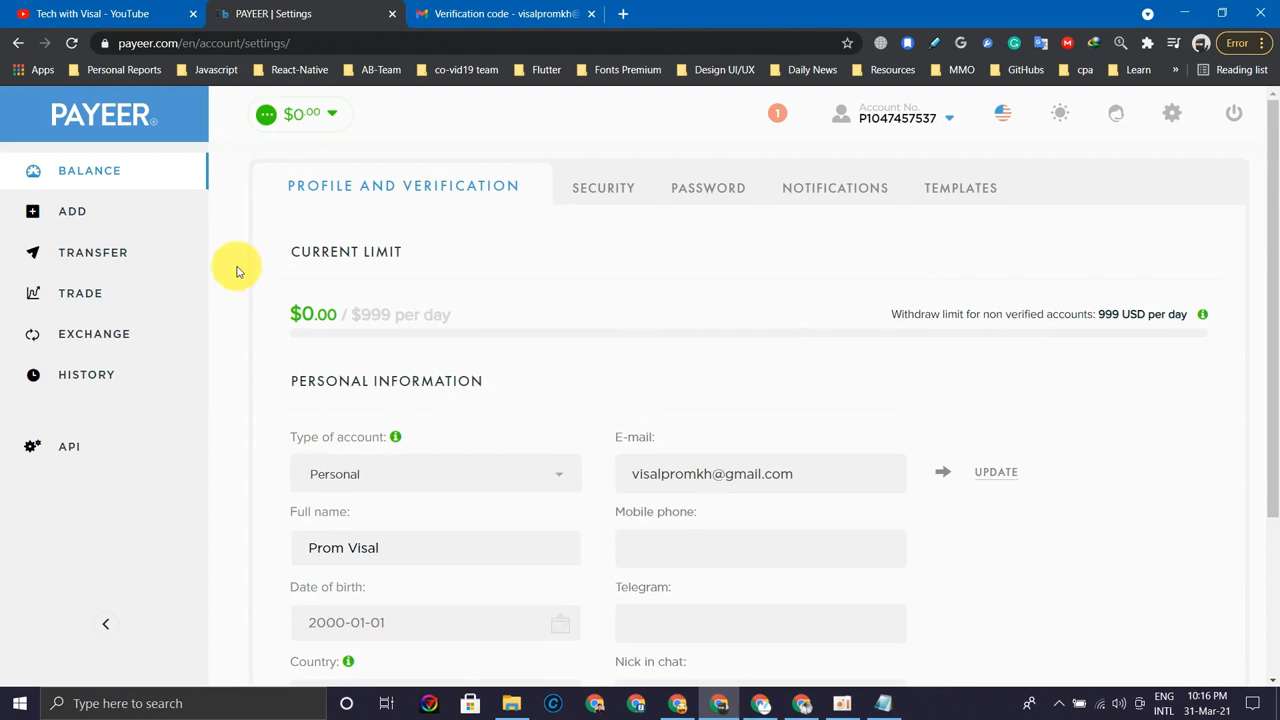 Tech with Visal - YouTube
PAYEER | Settings
Verification code - visalpromkh@
payeer.com/en/account/settings/
Error
Apps
Personal Reports
Javascript
React-Native
AB-Team
co-vid19 team
Flutter
Fonts Premium
Design UI/UX
Daily News
Resources
MMO
GitHubs
cpa
Learn
»
Reading list
PAYEER
$0.00
1
Account No.
P1047457537
BALANCE
ADD
TRANSFER
TRADE
EXCHANGE
HISTORY
API
PROFILE AND VERIFICATION
SECURITY
PASSWORD
NOTIFICATIONS
TEMPLATES
CURRENT LIMIT
$0.00 / $999 per day
Withdraw limit for non verified accounts: 999 USD per day
PERSONAL INFORMATION
Type of account:
E-mail:
Personal
visalpromkh@gmail.com
UPDATE
Full name:
Mobile phone:
Prom Visal
Date of birth:
Telegram:
2000-01-01
Country:
Nick in chat:
Type here to search
ENG
INTL
10:16 PM
31-Mar-21